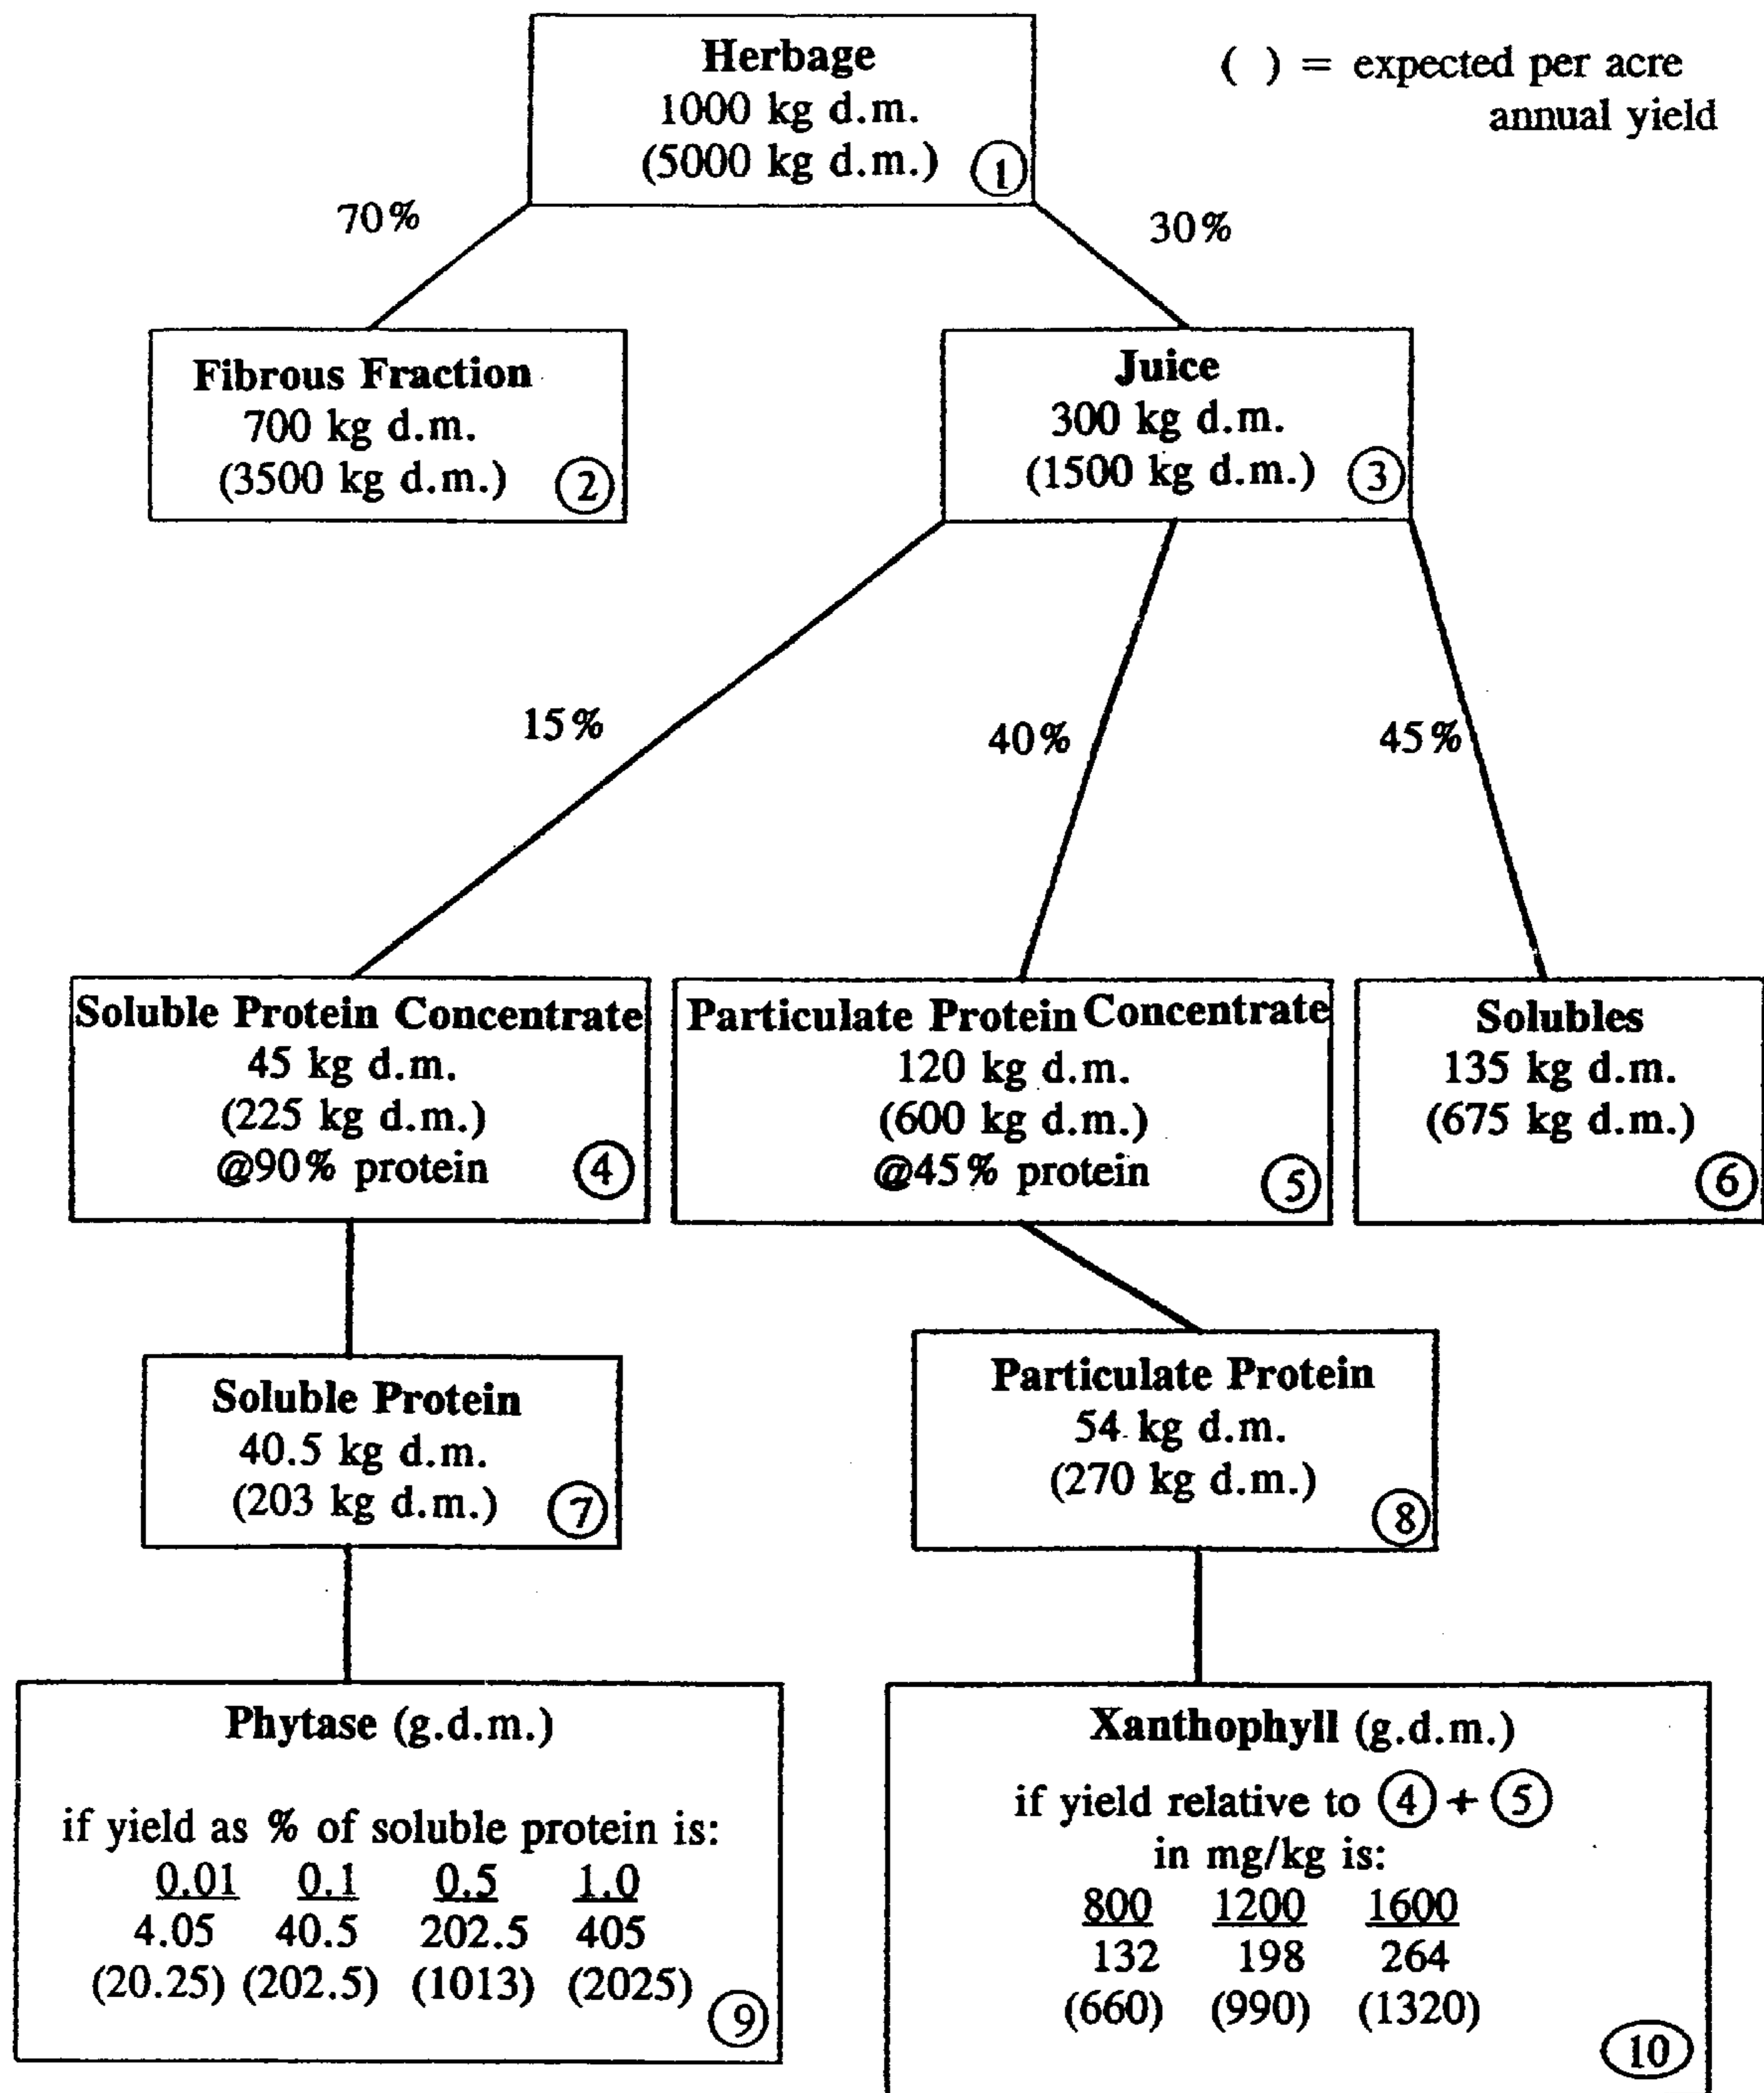 Herbage
1000 kg d.m.
(5000 kg d.m.) 1
( ) = expected per acre
annual yield
70%
30%
Fibrous Fraction
700 kg d.m.
(3500 kg d.m.) 2
Juice
300 kg d.m.
(1500 kg d.m.) 3
15%
40%
45%
Soluble Protein Concentrate
45 kg d.m.
(225 kg d.m.)
@90% protein 4
Particulate Protein Concentrate
120 kg d.m.
(600 kg d.m.)
@45% protein 5
Solubles
135 kg d.m.
(675 kg d.m.)
6
Soluble Protein
40.5 kg d.m.
(203 kg d.m.) 7
Particulate Protein
54 kg d.m.
(270 kg d.m.)
8
Phytase (g.d.m.)
if yield as % of soluble protein is:
0.01 0.1 0.5 1.0
4.05 40.5 202.5 405
(20.25) (202.5) (1013) (2025)
9
Xanthophyll (g.d.m.)
if yield relative to 4 + 5
in mg/kg is:
800 1200 1600
132 198 264
(660) (990) (1320)
10